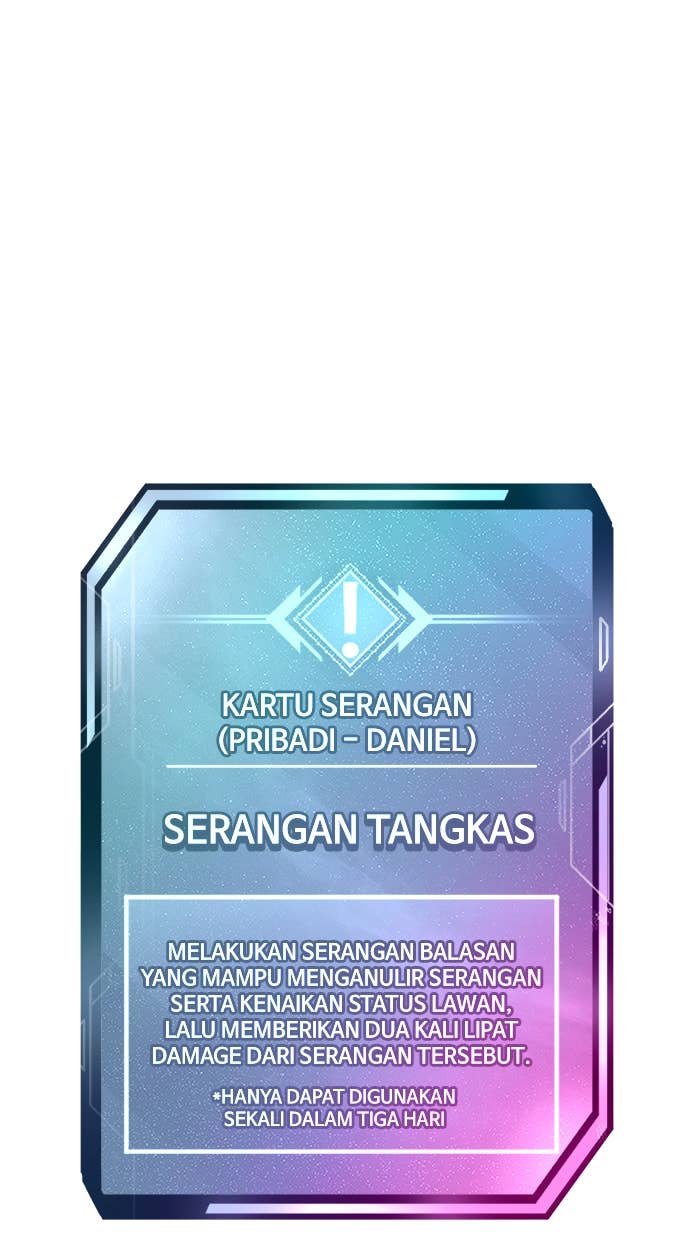 !
KARTU SERANGAN
(PRIBADI - DANIEL)
SERANGAN TANGKAS
MELAKUKAN SERANGAN BALASAN
YANG MAMPU MENGANULIR SERANGAN
SERTA KENAIKAN STATUS LAWAN,
LALU MEMBERIKAN DUA KALI LIPAT
DAMAGE DARI SERANGAN TERSEBUT.
*HANYA DAPAT DIGUNAKAN
SEKALI DALAM TIGA HARI